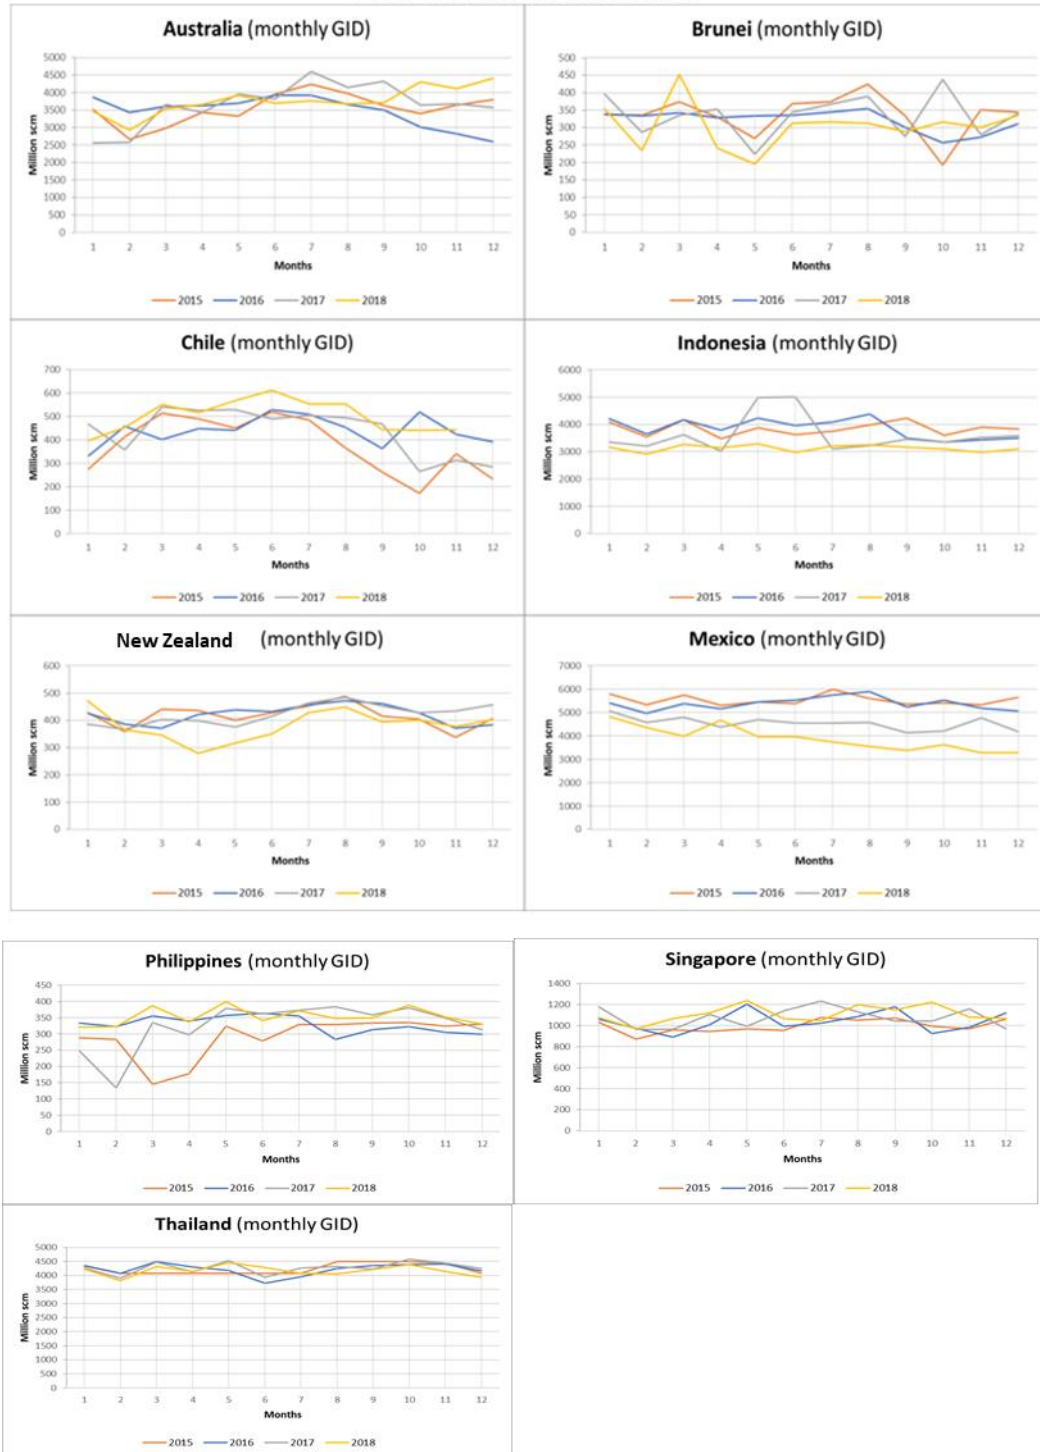 Australia (monthly GID)
5000
4500
4000
3500
3000
2500
2000
1500
1000
500
0
Million scm
1 2 3 4 5 6 7 8 9 10 11 12
Months
2015 2016 2017 2018
Brunei (monthly GID)
500
450
400
350
300
250
200
150
100
50
0
Million scm
1 2 3 4 5 6 7 8 9 10 11 12
Months
2015 2016 2017 2018
Chile (monthly GID)
700
600
500
400
300
200
100
0
Million scm
1 2 3 4 5 6 7 8 9 10 11 12
Months
2015 2016 2017 2018
Indonesia (monthly GID)
6000
5000
4000
3000
2000
1000
0
Million scm
1 2 3 4 5 6 7 8 9 10 11 12
Months
2015 2016 2017 2018
New Zealand (monthly GID)
600
500
400
300
200
100
0
Million scm
1 2 3 4 5 6 7 8 9 10 11 12
Months
2015 2016 2017 2018
Mexico (monthly GID)
7000
6000
5000
4000
3000
2000
1000
0
Million scm
1 2 3 4 5 6 7 8 9 10 11 12
Months
2015 2016 2017 2018
Philippines (monthly GID)
450
400
350
300
250
200
150
100
50
0
Million scm
1 2 3 4 5 6 7 8 9 10 11 12
Months
2015 2016 2017 2018
Singapore (monthly GID)
1400
1200
1000
800
600
400
200
0
Million scm
1 2 3 4 5 6 7 8 9 10 11 12
Months
2015 2016 2017 2018
Thailand (monthly GID)
5000
4500
4000
3500
3000
2500
2000
1500
1000
500
0
Million scm
1 2 3 4 5 6 7 8 9 10 11 12
Months
2015 2016 2017 2018